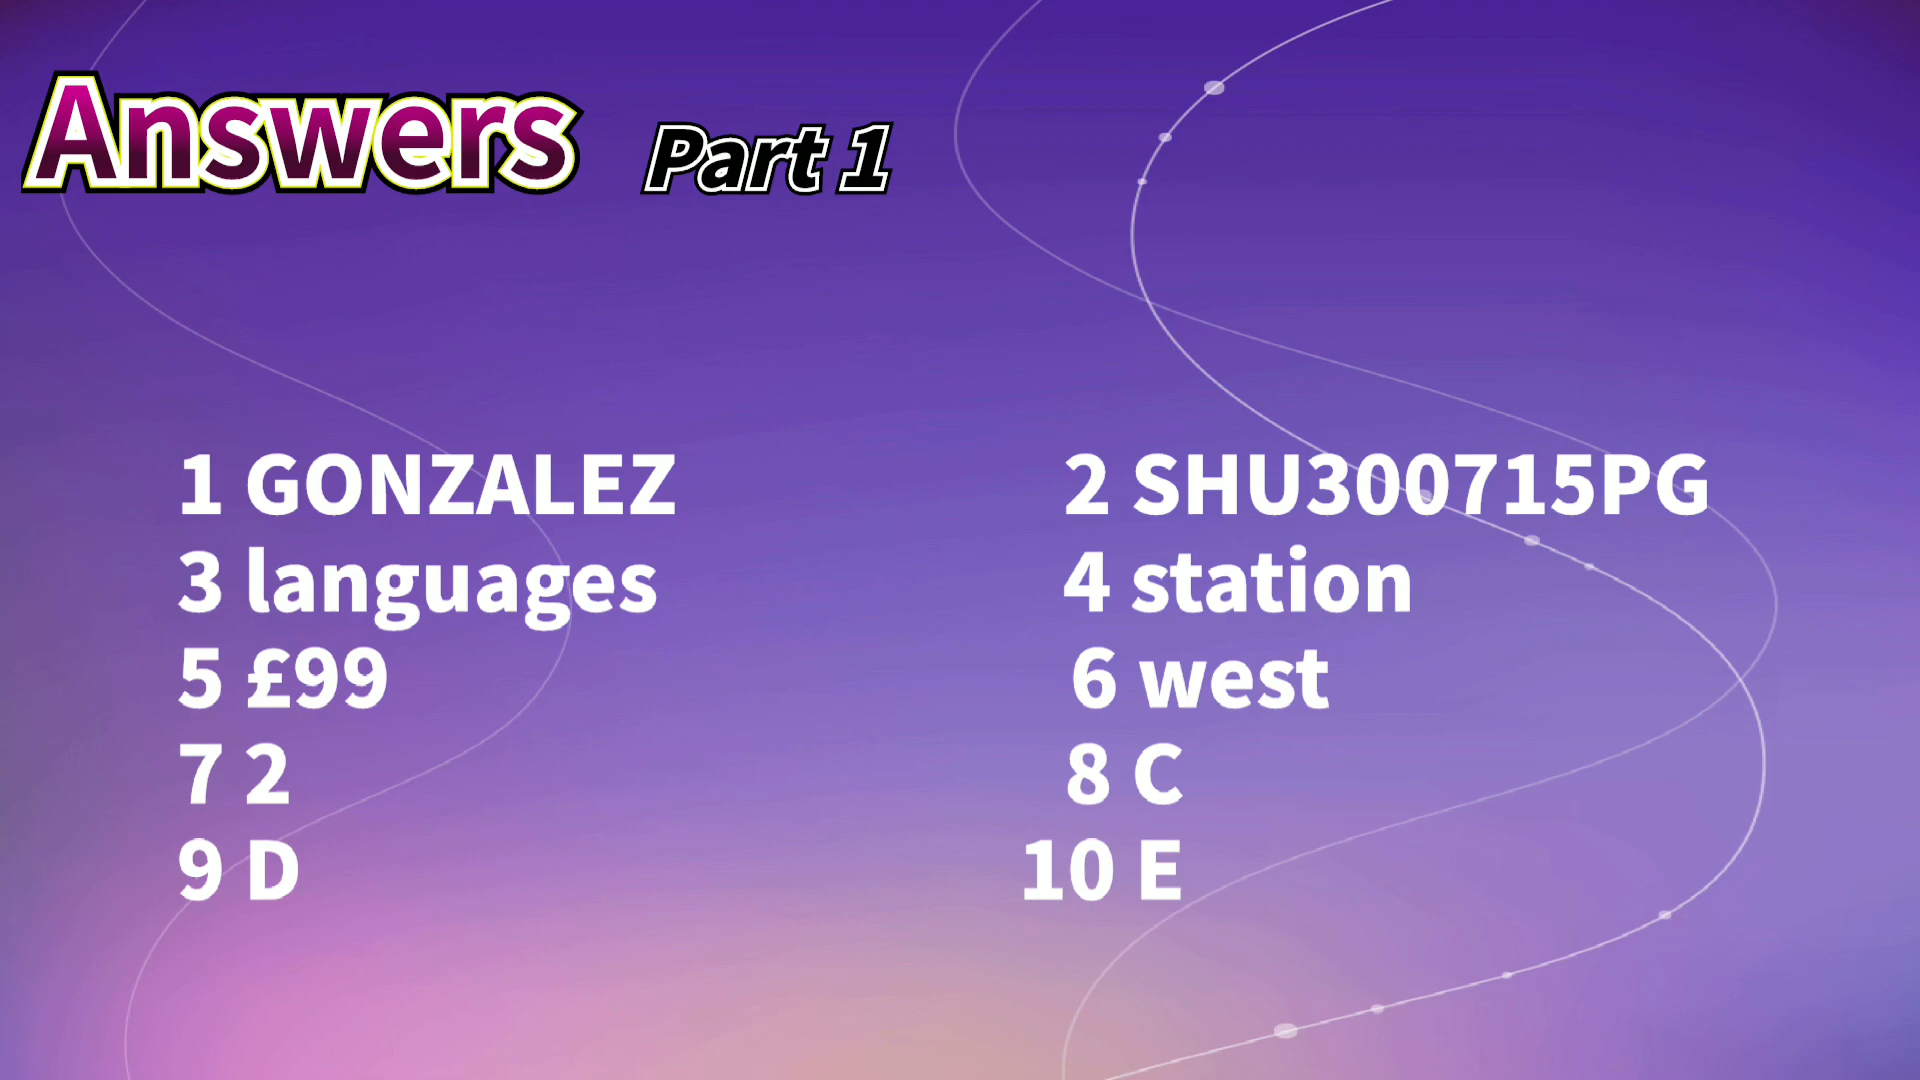 Answers Part 1
1 GONZALEZ 2 SHU300715PG
3 languages 4 station
5 £99 6 west
7 2 8 C
9 D 10 E